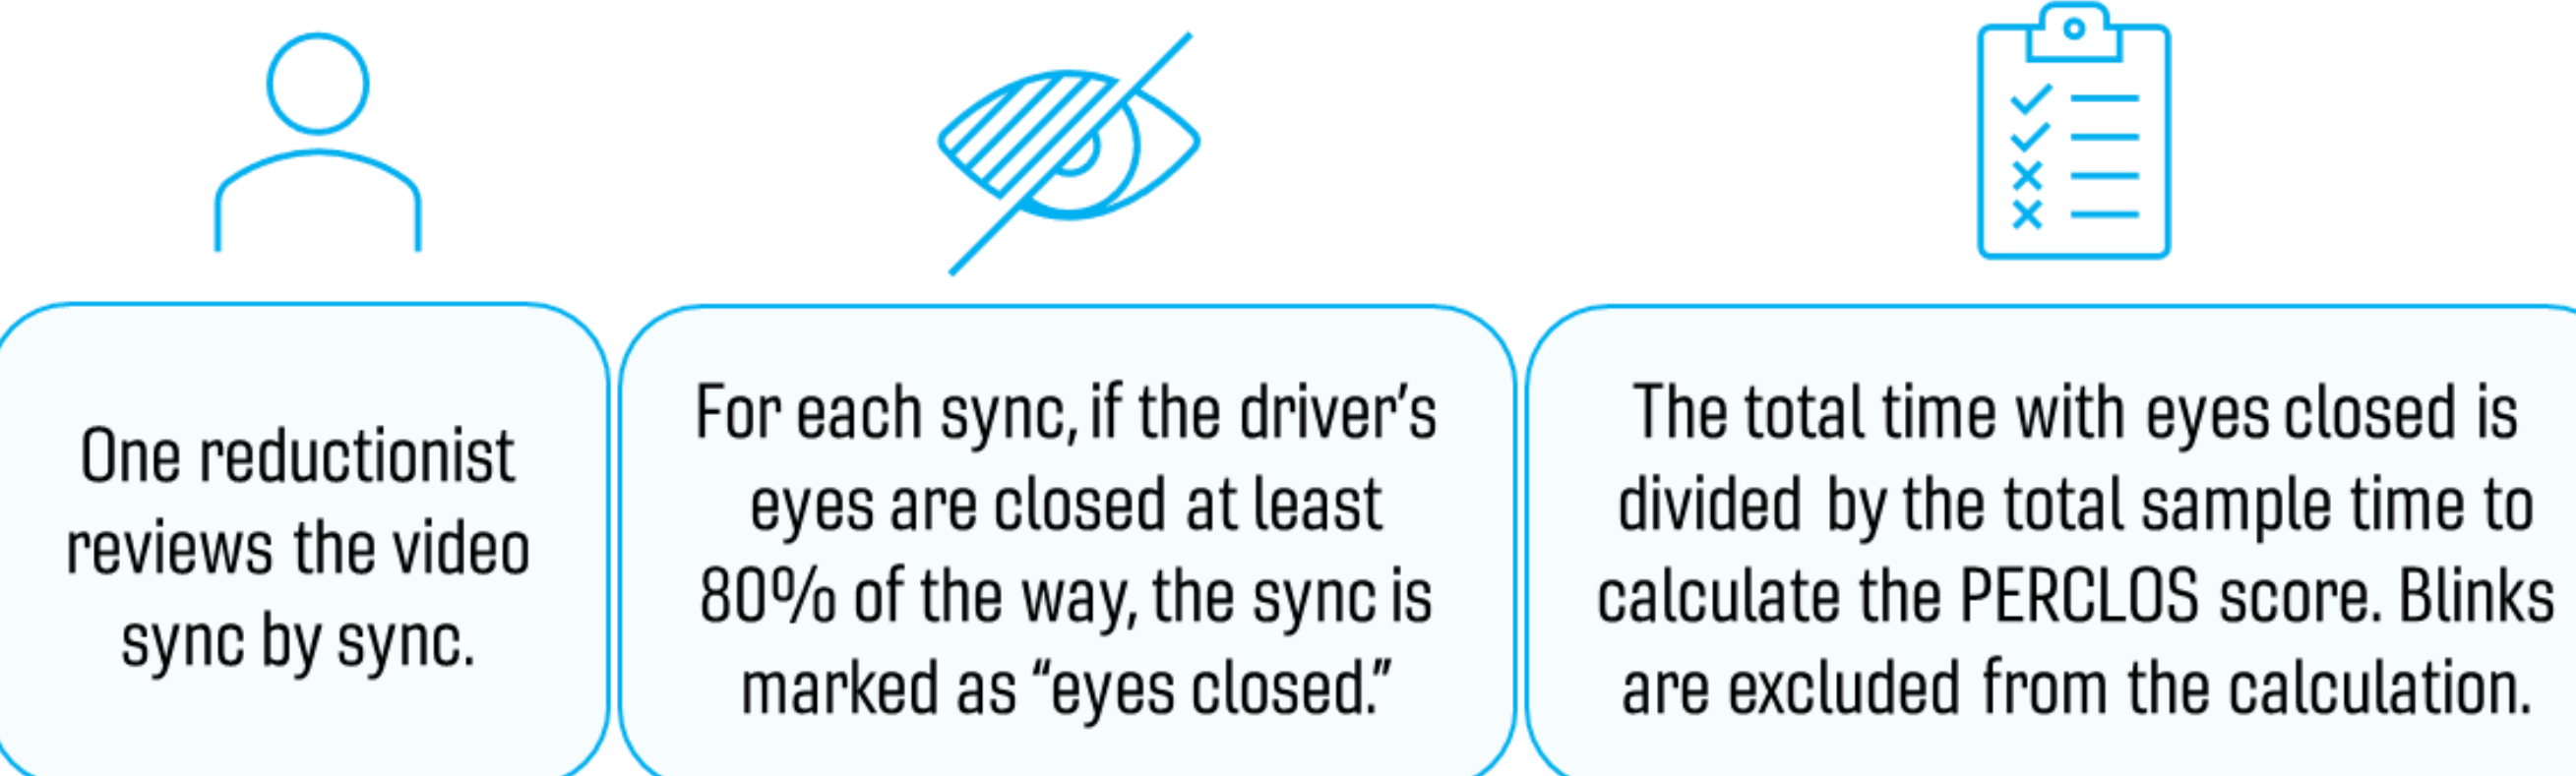 One reductionist
reviews the video
sync by sync.
For each sync, if the driver’s
eyes are closed at least
80% of the way, the sync is
marked as “eyes closed.”
The total time with eyes closed is
divided by the total sample time to
calculate the PERCLOS score. Blinks
are excluded from the calculation.